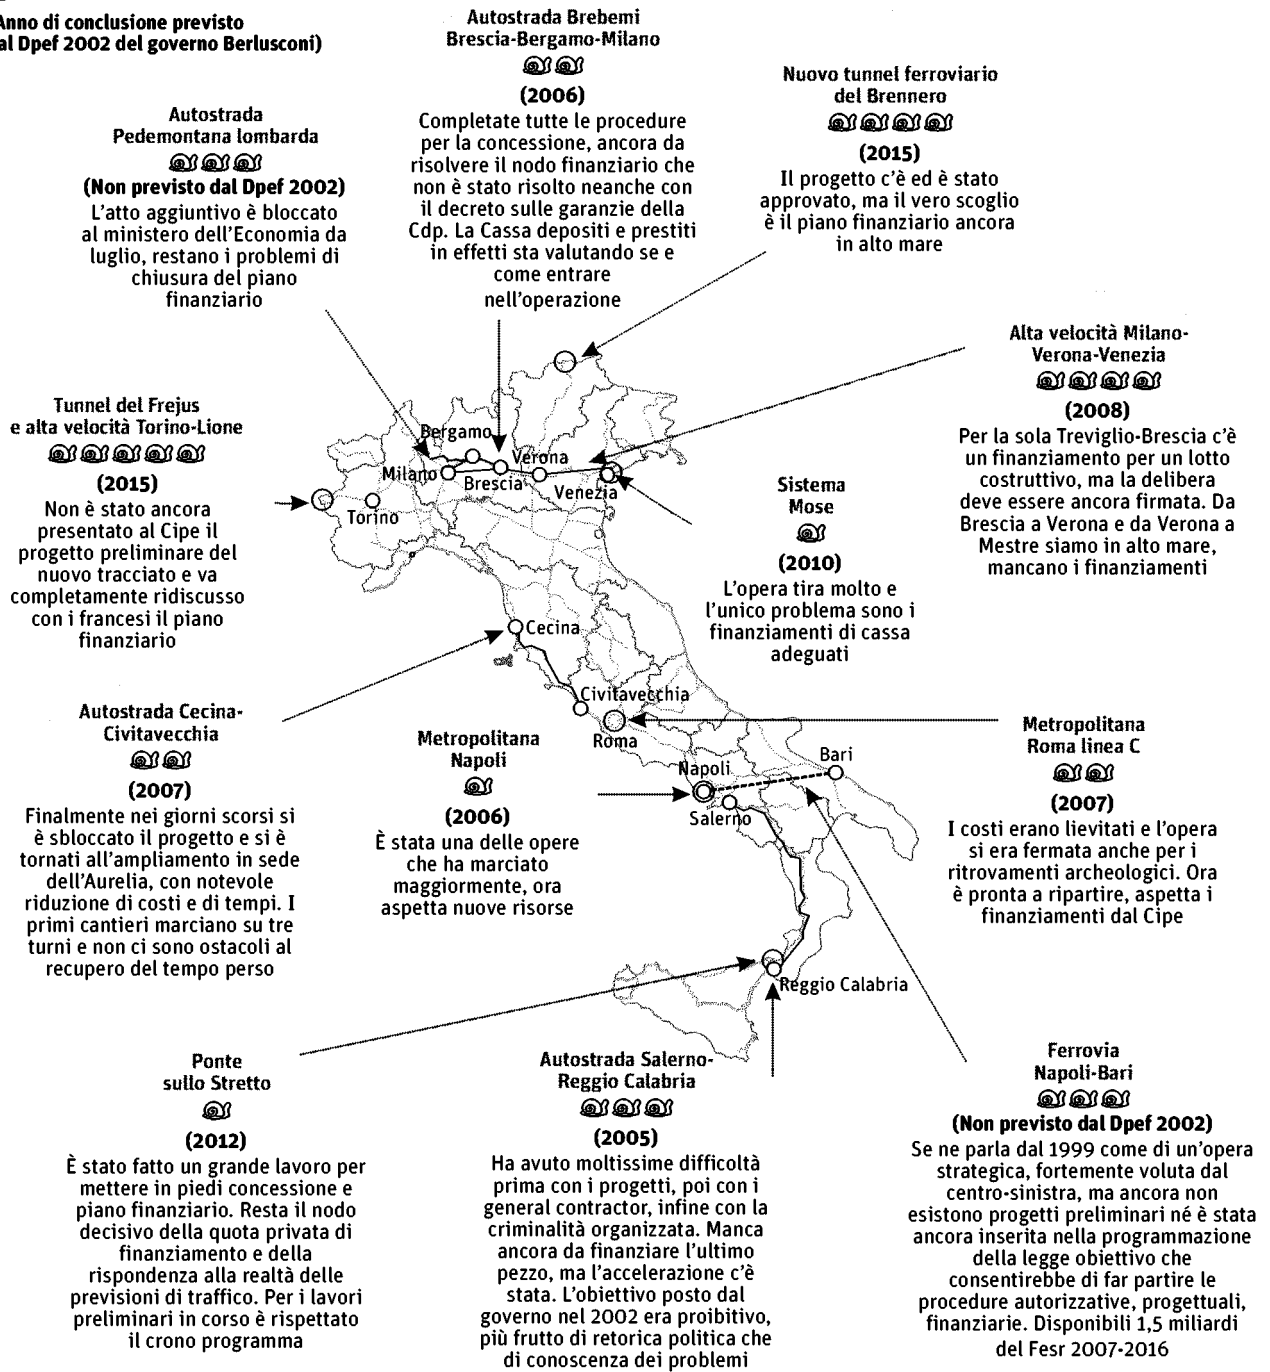 Anno di conclusione previsto
al Dpef 2002 del governo Berlusconi)
Autostrada Brebemi
Brescia-Bergamo-Milano
(2006)
Completate tutte le procedure
per la concessione, ancora da
risolvere il nodo finanziario che
non è stato risolto neanche con
il decreto sulle garanzie della
Cdp. La Cassa depositi e prestiti
in effetti sta valutando se e
come entrare
nell'operazione
Nuovo tunnel ferroviario
del Brennero
(2015)
Il progetto c'è ed è stato
approvato, ma il vero scoglio
è il piano finanziario ancora
in alto mare
Autostrada
Pedemontana lombarda
(Non previsto dal Dpef 2002)
L'atto aggiuntivo è bloccato
al ministero dell'Economia da
luglio, restano i problemi di
chiusura del piano
finanziario
Alta velocità Milano-
Verona-Venezia
(2008)
Per la sola Treviglio-Brescia c'è
un finanziamento per un lotto
costruttivo, ma la delibera
deve essere ancora firmata. Da
Brescia a Verona e da Verona a
Mestre siamo in alto mare,
mancano i finanziamenti
Tunnel del Frejus
e alta velocità Torino-Lione
(2015)
Non è stato ancora
presentato al Cipe il
progetto preliminare del
nuovo tracciato e va
completamente ridiscusso
con i francesi il piano
finanziario
Bergamo
Milano
Brescia
Verona
Venezia
Torino
Sistema
Mose
(2010)
L'opera tira molto e
l'unico problema sono i
finanziamenti di cassa
adeguati
Cecina
Civitavecchia
Roma
Napoli
Salerno
Bari
Reggio Calabria
Autostrada Cecina-
Civitavecchia
(2007)
Finalmente nei giorni scorsi si
è sbloccato il progetto e si è
tornati all'ampliamento in sede
dell'Aurelia, con notevole
riduzione di costi e di tempi. I
primi cantieri marciano su tre
turni e non ci sono ostacoli al
recupero del tempo perso
Metropolitana
Napoli
(2006)
È stata una delle opere
che ha marciato
maggiormente, ora
aspetta nuove risorse
Metropolitana
Roma linea C
(2007)
I costi erano lievitati e l'opera
si era fermata anche per i
ritrovamenti archeologici. Ora
è pronta a ripartire, aspetta i
finanziamenti dal Cipe
Ponte
sullo Stretto
(2012)
È stato fatto un grande lavoro per
mettere in piedi concessione e
piano finanziario. Resta il nodo
decisivo della quota privata di
finanziamento e della
rispondenza alla realtà delle
previsioni di traffico. Per i lavori
preliminari in corso è rispettato
il crono programma
Autostrada Salerno-
Reggio Calabria
(2005)
Ha avuto moltissime difficoltà
prima con i progetti, poi con i
general contractor, infine con la
criminalità organizzata. Manca
ancora da finanziare l'ultimo
pezzo, ma l'accelerazione c'è
stata. L'obiettivo posto dal
governo nel 2002 era proibitivo,
più frutto di retorica politica che
di conoscenza dei problemi
Ferrovia
Napoli-Bari
(Non previsto dal Dpef 2002)
Se ne parla dal 1999 come di un'opera
strategica, fortemente voluta dal
centro-sinistra, ma ancora non
esistono progetti preliminari né è stata
ancora inserita nella programmazione
della legge obiettivo che
consentirebbe di far partire le
procedure autorizzative, progettuali,
finanziarie. Disponibili 1,5 miliardi
del Fesr 2007-2016